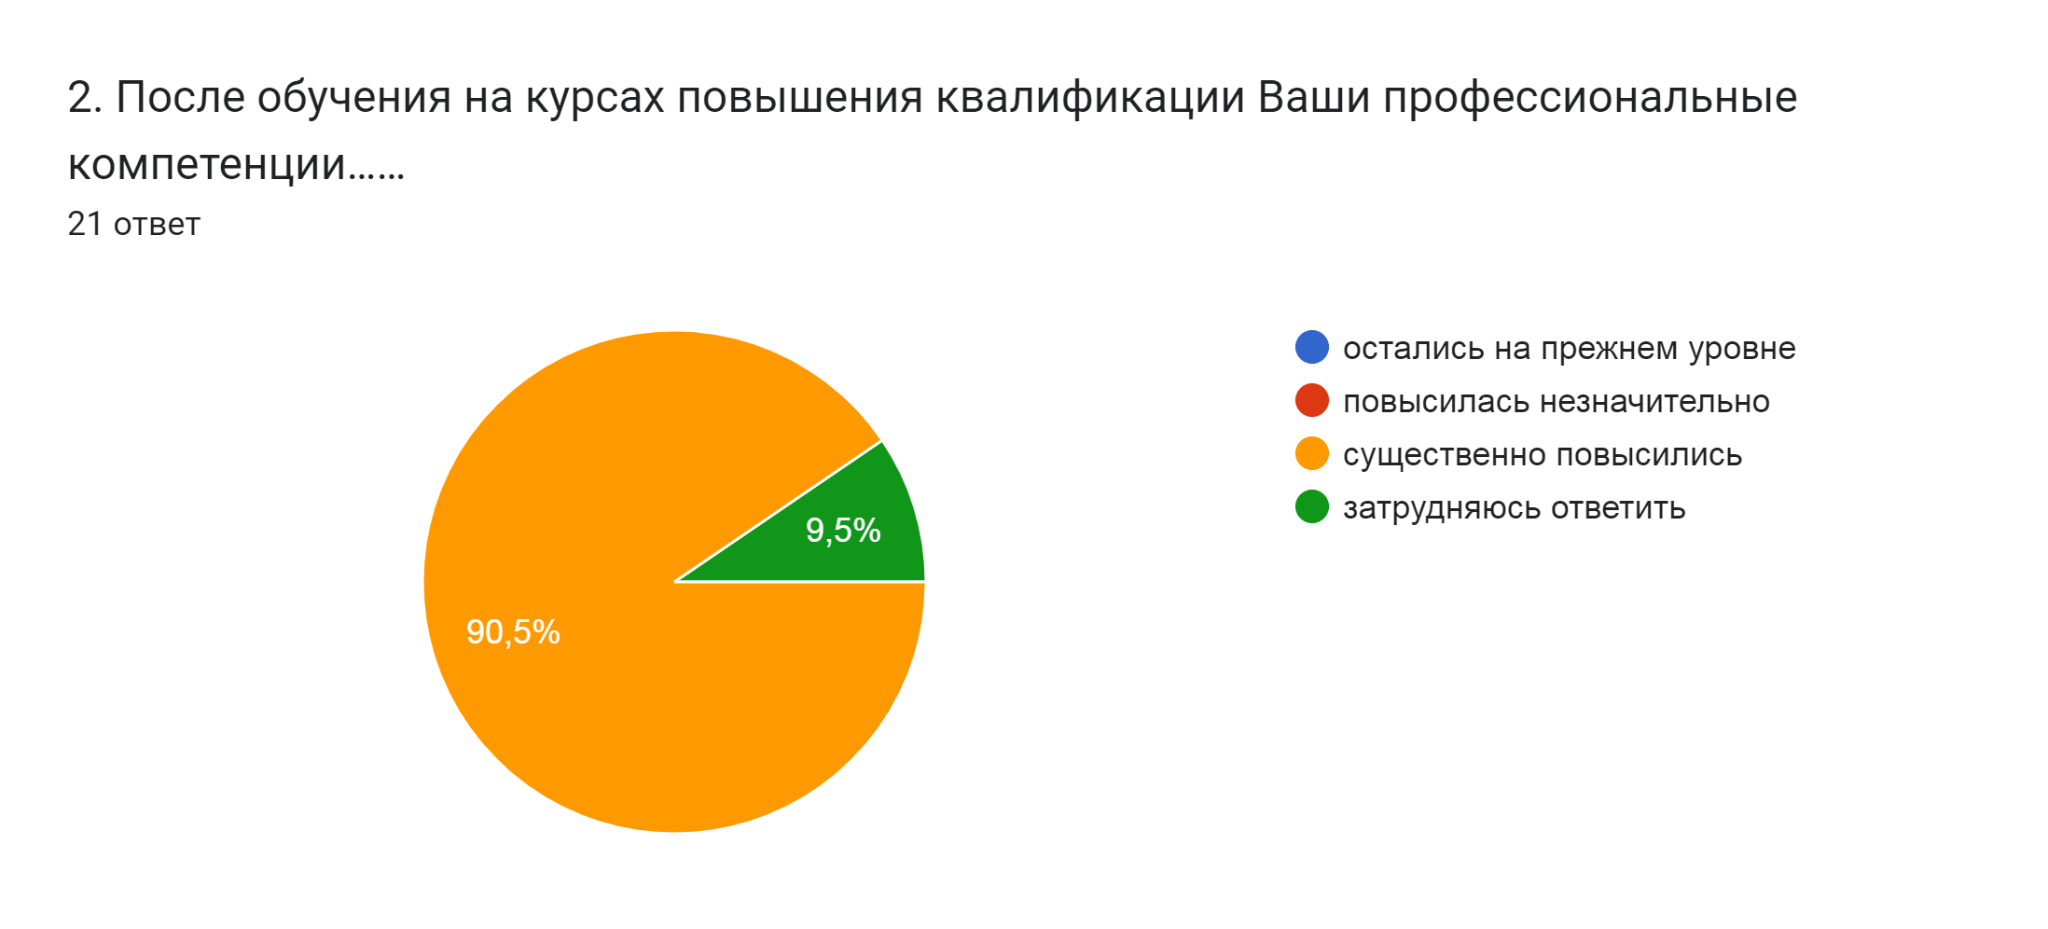 2. После обучения на курсах повышения квалификации Ваши профессиональные
компетенции......
21 ответ
остались на прежнем уровне
повысилась незначительно
существенно повысились
затрудняюсь ответить
9,5%
90,5%